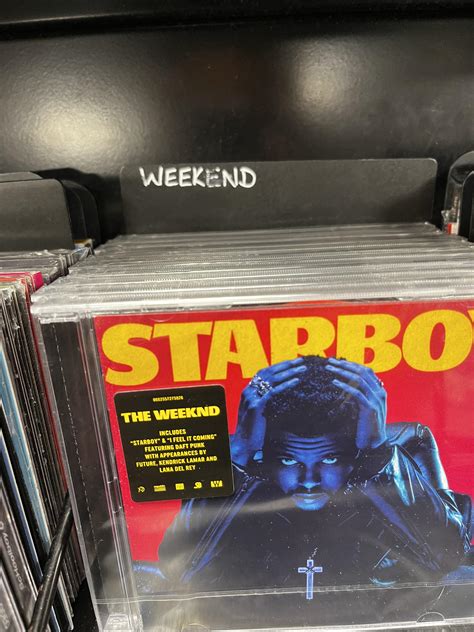 WEEKEND
STARBOY
THE WEEKND
INCLUDES
"STARBOY" & "I FEEL IT COMING"
FEATURING DAFT PUNK
WITH APPEARANCES BY
FUTURE, KENDRICK LAMAR AND
LANA DEL REY